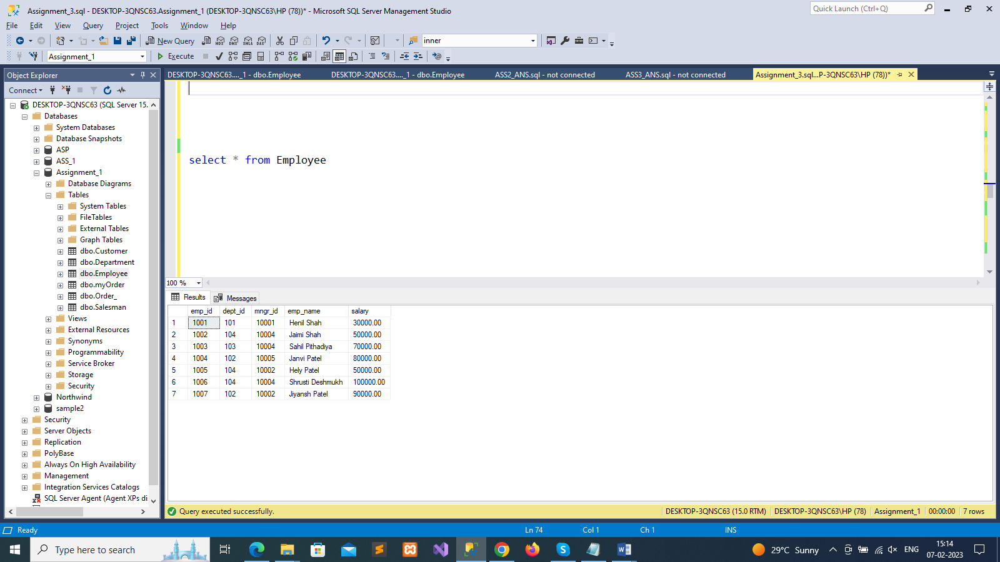 Assignment_3.sql - DESKTOP-3QNSC63.Assignment_1 (DESKTOP-3QNSC63\HP (78))* - Microsoft SQL Server Management Studio
Quick Launch (Ctrl+Q)
File Edit View Query Project Tools Window Help
New Query
MDX DMX XMLA DAX
inner
Assignment_1
Execute
Object Explorer
Connect
DESKTOP-3QNSC63 (SQL Server 15.
Databases
System Databases
Database Snapshots
ASP
ASS_1
Assignment_1
Database Diagrams
Tables
System Tables
FileTables
External Tables
Graph Tables
dbo.Customer
dbo.Department
dbo.Employee
dbo.myOrder
dbo.Order_
dbo.Salesman
Views
External Resources
Synonyms
Programmability
Service Broker
Storage
Security
Northwind
sample2
Security
Server Objects
Replication
PolyBase
Always On High Availability
Management
Integration Services Catalogs
SQL Server Agent (Agent XPs di
DESKTOP-3QNSC63...._1 - dbo.Employee
DESKTOP-3QNSC63...._1 - dbo.Employee
ASS2_ANS.sql - not connected
ASS3_ANS.sql - not connected
Assignment_3.sql...P-3QNSC63\HP (78))*
select * from Employee
100 %
Results Messages
emp_id dept_id mngr_id emp_name salary
1 1001 101 10001 Henil Shah 30000.00
2 1002 104 10004 Jaimi Shah 50000.00
3 1003 103 10004 Sahil Pithadiya 70000.00
4 1004 102 10005 Janvi Patel 80000.00
5 1005 104 10002 Hely Patel 50000.00
6 1006 104 10004 Shrusti Deshmukh 100000.00
7 1007 102 10002 Jiyansh Patel 90000.00
Query executed successfully.
DESKTOP-3QNSC63 (15.0 RTM) DESKTOP-3QNSC63\HP (78) Assignment_1 00:00:00 7 rows
Ready Ln 74 Col 1 Ch 1 INS
Type here to search
29°C Sunny
ENG
15:14
07-02-2023